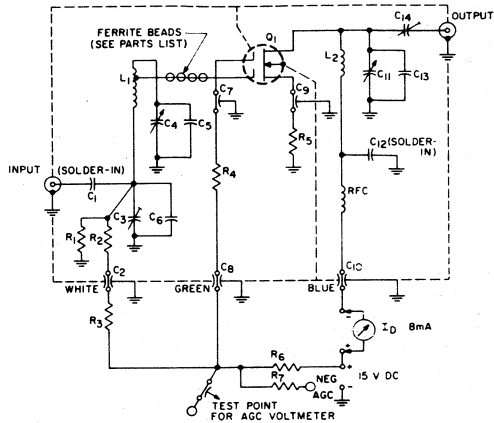 C14 OUTPUT
FERRITE BEADS
(SEE PARTS LIST)
Q1
L1
L2
C7
C9
C11
C13
C4
C5
R5
C12 (SOLDER-
IN)
R4
INPUT
(SOLDER-IN)
C1
RFC
C3
C6
R1
R2
C2
C8
C10
WHITE
GREEN
BLUE
-
R3
ID 8mA
+
R6
+
R7
15 V DC
NEG
AGC
-
TEST POINT
FOR AGC VOLTMETER